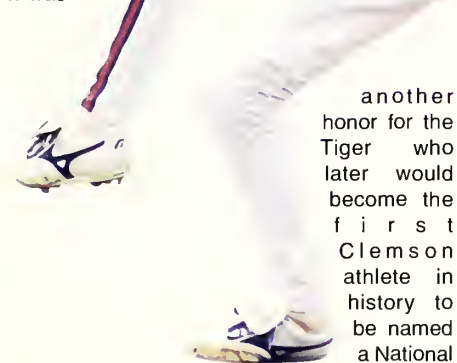 another
honor for the
Tiger who
later would
become the
first
Clemson
athlete in
history to
be named
a National